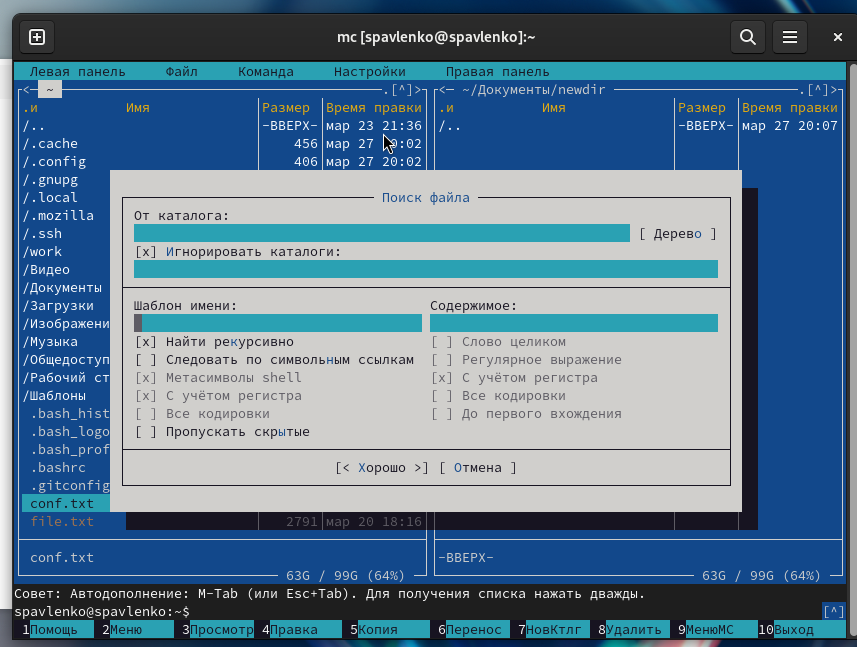 mc [spavlenko@spavlenko]:~
Левая панель Файл Команда Настройки Правая панель
<— ~ .[^]> <— ~/Документы/newdir .[^]>
.и Имя Размер Время правки .и Имя Размер Время правки
/.. -ВВЕРХ- мар 23 21:36 /.. -ВВЕРХ- мар 27 20:07
/.cache 456 мар 27 :02
/.config 406 мар 27 20:02
/.gnupg
/.local
/.mozilla
/.ssh
/work
/Видео
/Документы
/Загрузки
/Изображени
/Музыка
/Общедоступ
/Рабочий ст
/Шаблоны
.bash_hist
.bash_logo
.bash_prof
.bashrc
.gitconfig
conf.txt
file.txt 2791 мар 20 18:16
Поиск файла
От каталога:
[ Дерево ]
[x] Игнорировать каталоги:
Шаблон имени: Содержимое:
[x] Найти рекурсивно [ ] Слово целиком
[ ] Следовать по символьным ссылкам [ ] Регулярное выражение
[x] Метасимволы shell [x] С учётом регистра
[x] С учётом регистра [ ] Все кодировки
[ ] Все кодировки [ ] До первого вхождения
[ ] Пропускать скрытые
[< Хорошо >] [ Отмена ]
conf.txt -ВВЕРХ-
63G / 99G (64%) 63G / 99G (64%)
Совет: Автодополнение: M-Tab (или Esc+Tab). Для получения списка нажать дважды.
spavlenko@spavlenko:~$ [^]
1Помощь 2Меню 3Просмотр 4Правка 5Копия 6Перенос 7НовКтлг 8Удалить 9МенюМС 10Выход